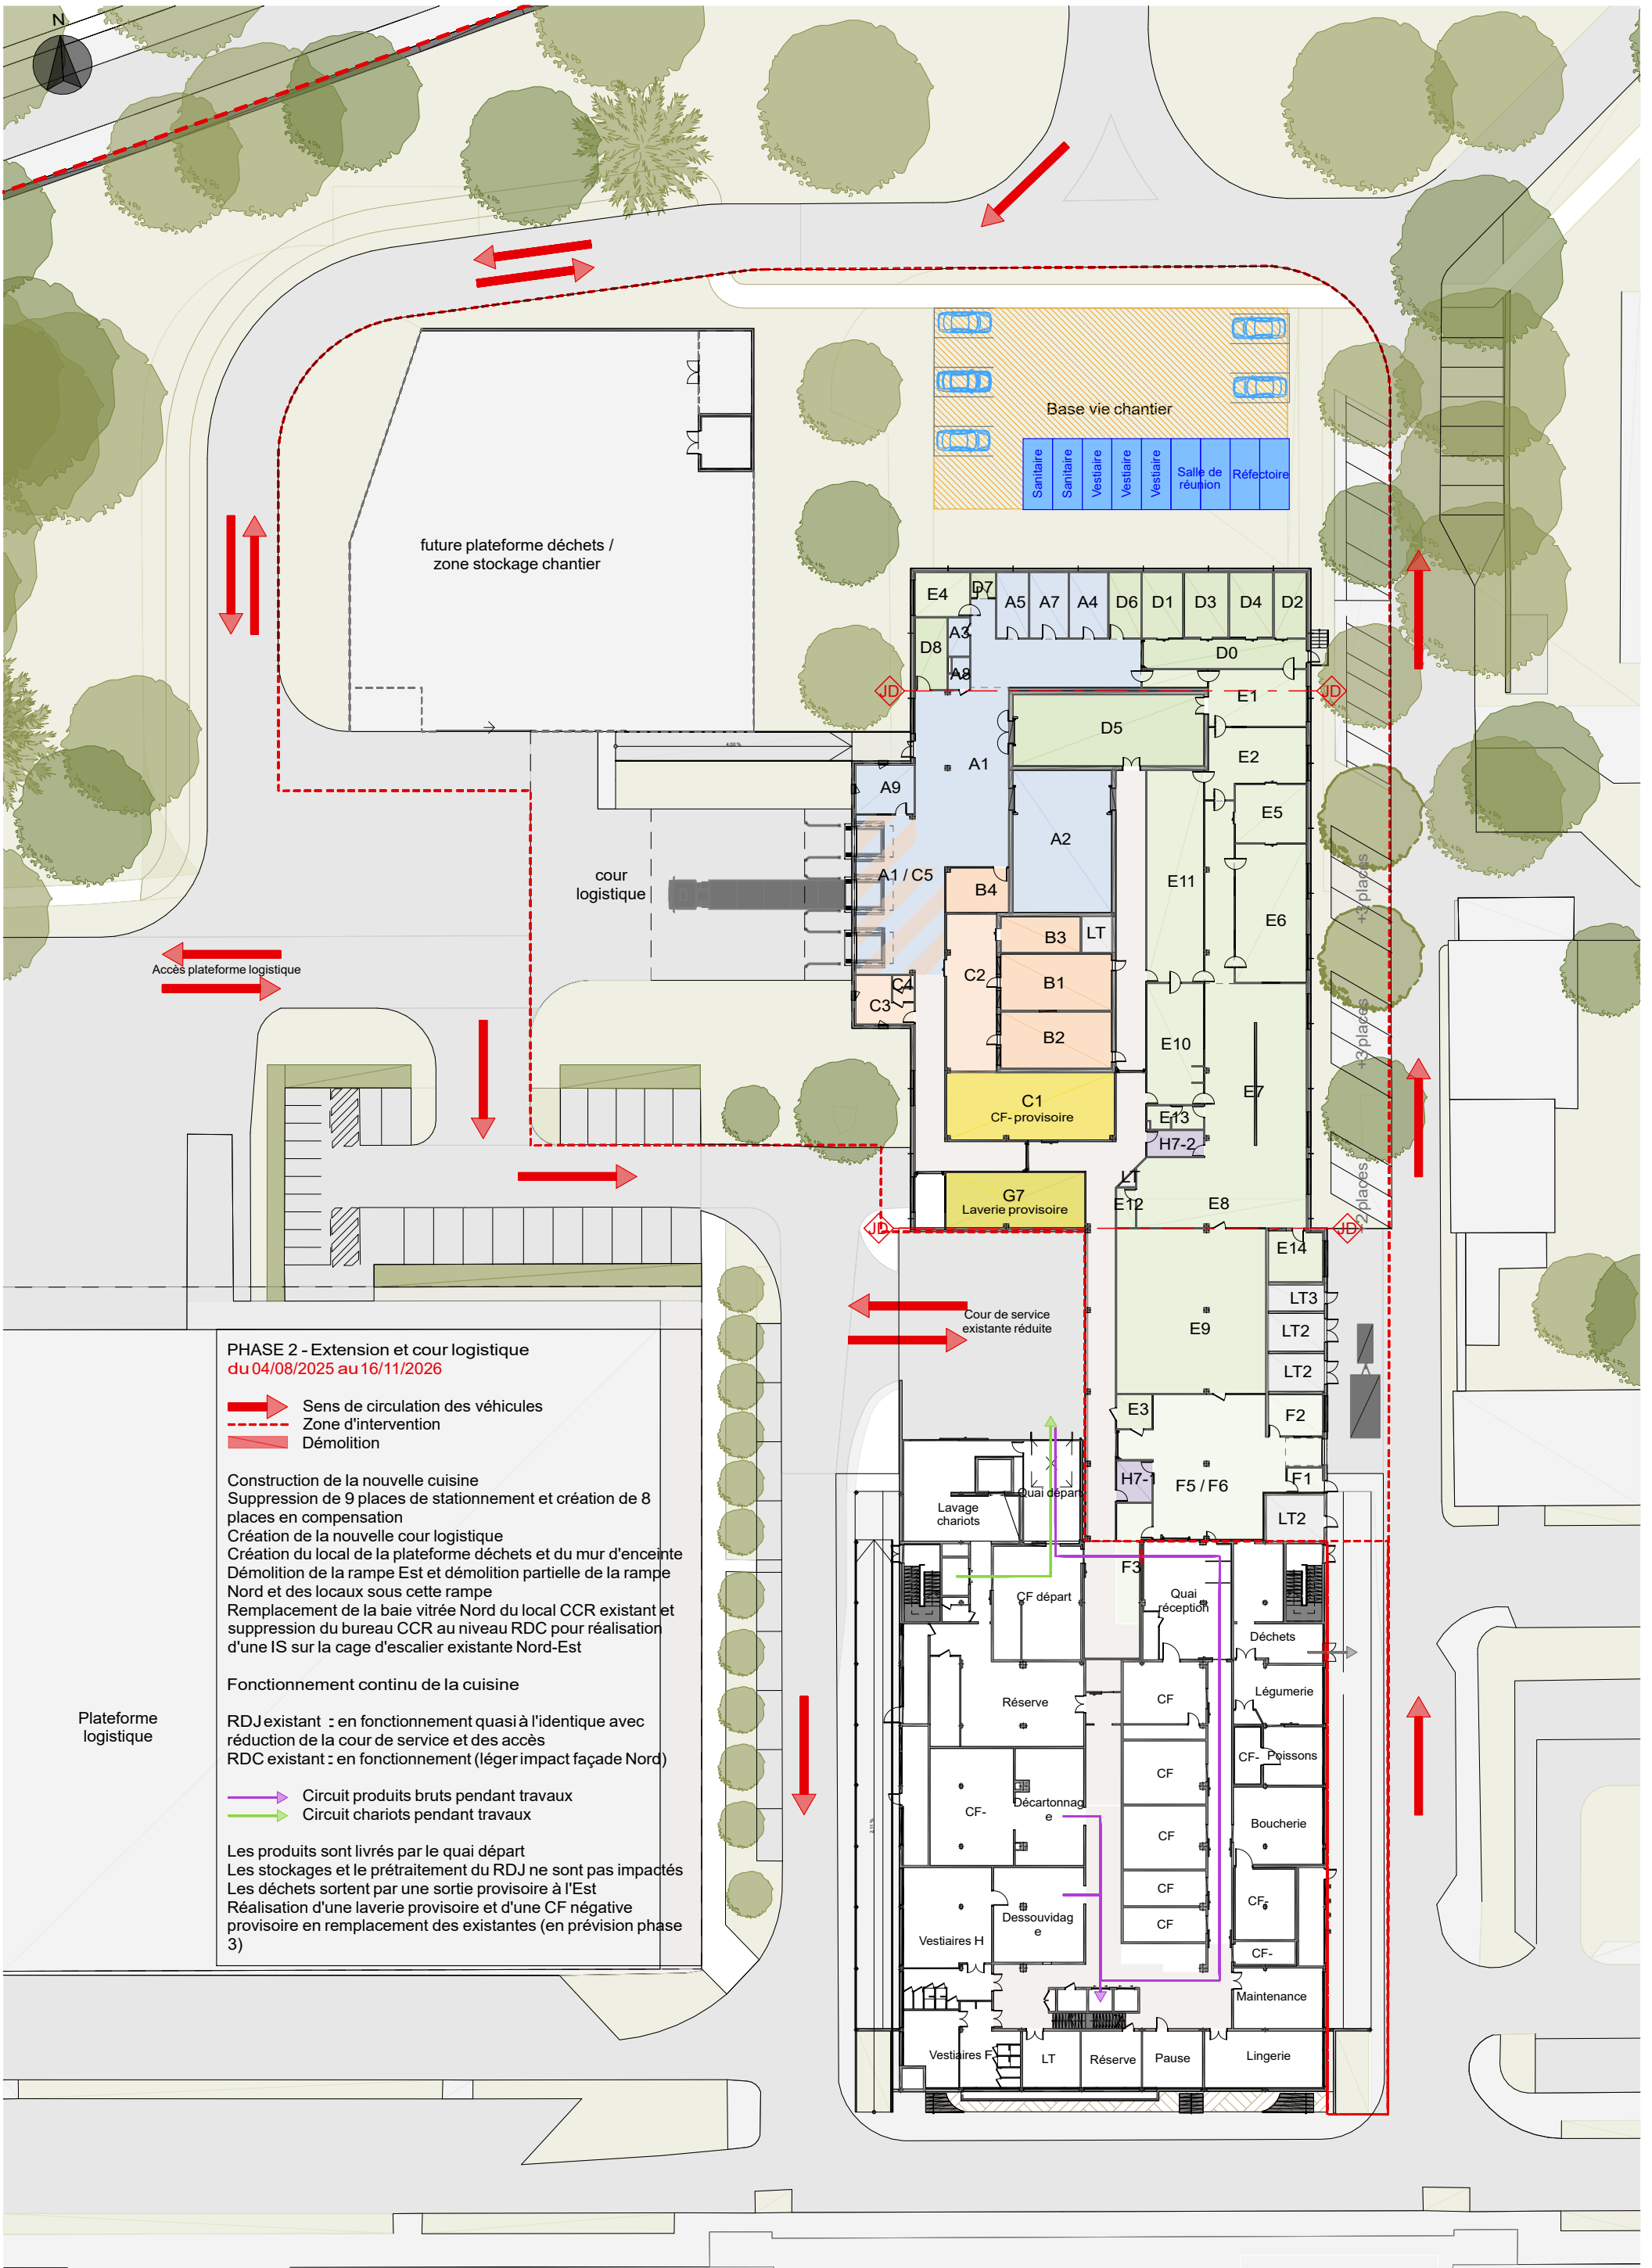 N
Base vie chantier
Sanitaire
Sanitaire
Vestiaire
Vestiaire
Vestiaire
Salle de
réunion
Réfectoire
future plateforme déchets /
zone stockage chantier
E4
D7
A5
A7
A4
D6
D1
D3
D4
D2
A3
D8
A8
D0
JD
E1
JD
D5
E2
4.00 %
A1
A9
E5
A2
A1 / C5
cour
logistique
B4
E11
+3 places
E6
B3
LT
Accès plateforme logistique
C2
B1
C4
C3
B2
E10
+3 places
E7
C1
CF- provisoire
E13
H7-2
LT
G7
Laverie provisoire
E12
E8
+2 places
JD
JD
E14
LT3
Cour de service
existante réduite
E9
LT2
LT2
PHASE 2 - Extension et cour logistique
du 04/08/2025 au 16/11/2026
Sens de circulation des véhicules
Zone d'intervention
Démolition
Construction de la nouvelle cuisine
Suppression de 9 places de stationnement et création de 8
places en compensation
Création de la nouvelle cour logistique
Création du local de la plateforme déchets et du mur d'enceinte
Démolition de la rampe Est et démolition partielle de la rampe
Nord et des locaux sous cette rampe
Remplacement de la baie vitrée Nord du local CCR existant et
suppression du bureau CCR au niveau RDC pour réalisation
d'une IS sur la cage d'escalier existante Nord-Est
Fonctionnement continu de la cuisine
RDJ existant : en fonctionnement quasi à l'identique avec
réduction de la cour de service et des accès
RDC existant : en fonctionnement (léger impact façade Nord)
Circuit produits bruts pendant travaux
Circuit chariots pendant travaux
Les produits sont livrés par le quai départ
Les stockages et le prétraitement du RDJ ne sont pas impactés
Les déchets sortent par une sortie provisoire à l'Est
Réalisation d'une laverie provisoire et d'une CF négative
provisoire en remplacement des existantes (en prévision phase
3)
Plateforme
logistique
E3
F2
H7-1
F1
F5 / F6
Quai départ
Lavage
chariots
LT2
F3
CF départ
Quai
réception
Déchets
Légumerie
Réserve
CF
CF-
Poissons
CF
CF-
Décartonnag
e
CF
Boucherie
2.11 %
CF
CF-
CF
Dessouvidag
e
Vestiaires H
CF-
Maintenance
Vestiaires F
LT
Réserve
Pause
Lingerie